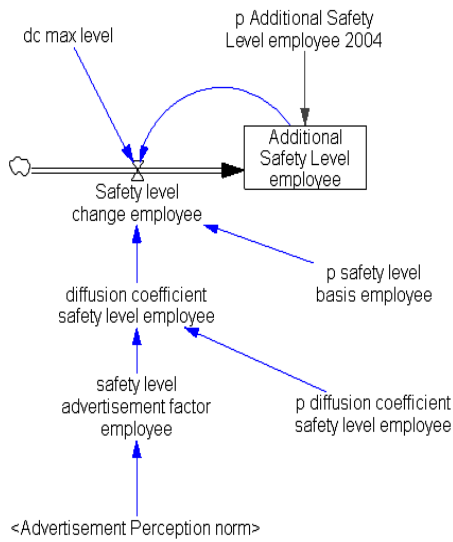 p Additional Safety
Level employee 2004
dc max level
Additional
Safety Level
employee
Safety level
change employee
p safety level
basis employee
diffusion coefficient
safety level employee
safety level
advertisement factor
employee
p diffusion coefficient
safety level employee
<Advertisement Perception norm>